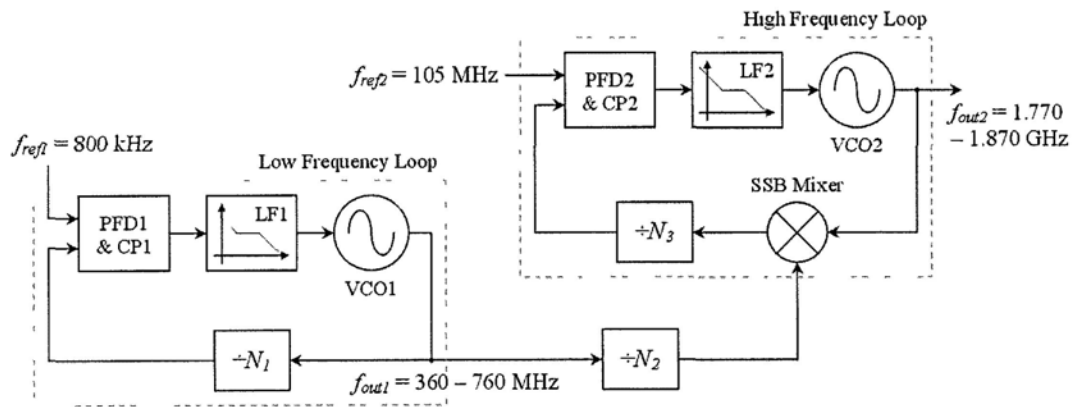 High Frequency Loop
f_ref2 = 105 MHz
PFD2
& CP2
LF2
VCO2
f_out2 = 1.770
– 1.870 GHz
f_ref1 = 800 kHz
Low Frequency Loop
SSB Mixer
PFD1
& CP1
LF1
VCO1
÷N_3
÷N_1
÷N_2
f_out1 = 360 – 760 MHz